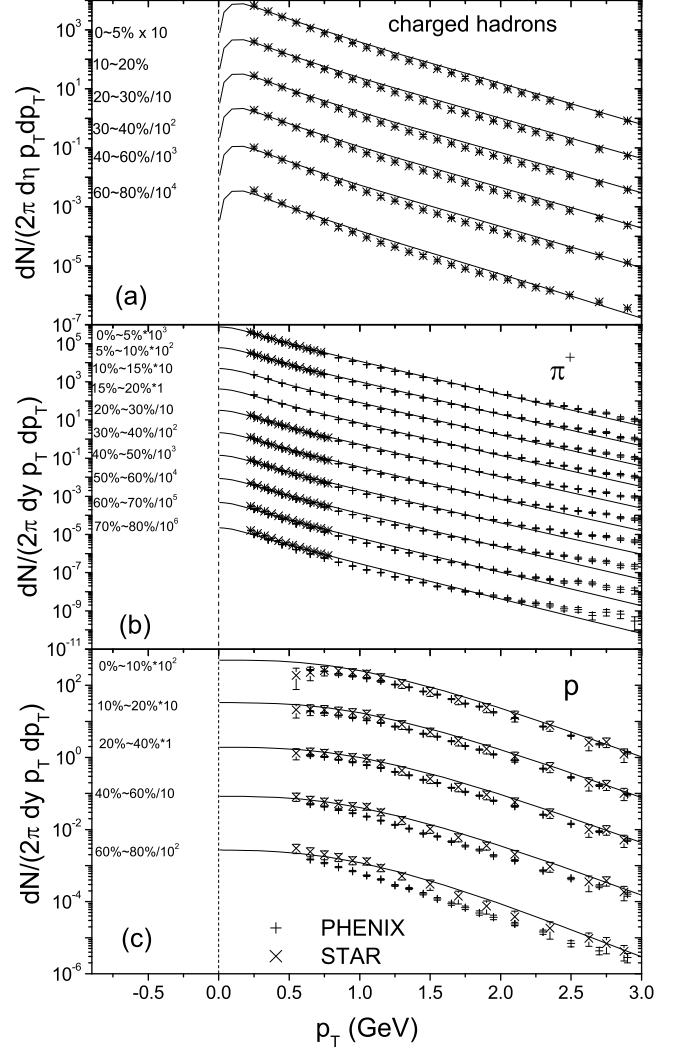 charged hadrons
10³
0~5% x 10
10~20%
10¹
20~30%/10
30~40%/10²
10⁻¹
40~60%/10³
60~80%/10⁴
10⁻³
10⁻⁵
(a)
10⁻⁷
dN/(2π dη p_T dp_T)
0%~5%*10³
10⁵
5%~10%*10²
π⁺
10%~15%*10
10³
15%~20%*1
20%~30%/10
10¹
30%~40%/10²
40%~50%/10³
10⁻¹
50%~60%/10⁴
10⁻³
60%~70%/10⁵
70%~80%/10⁶
10⁻⁵
10⁻⁷
10⁻⁹
(b)
10⁻¹¹
dN/(2π dy p_T dp_T)
0%~10%*10²
p
10²
10%~20%*10
20%~40%*1
10⁰
40%~60%/10
10⁻²
60%~80%/10²
10⁻⁴
PHENIX
(c)
STAR
10⁻⁶
dN/(2π dy p_T dp_T)
-0.5 0.0 0.5 1.0 1.5 2.0 2.5 3.0
p_T (GeV)